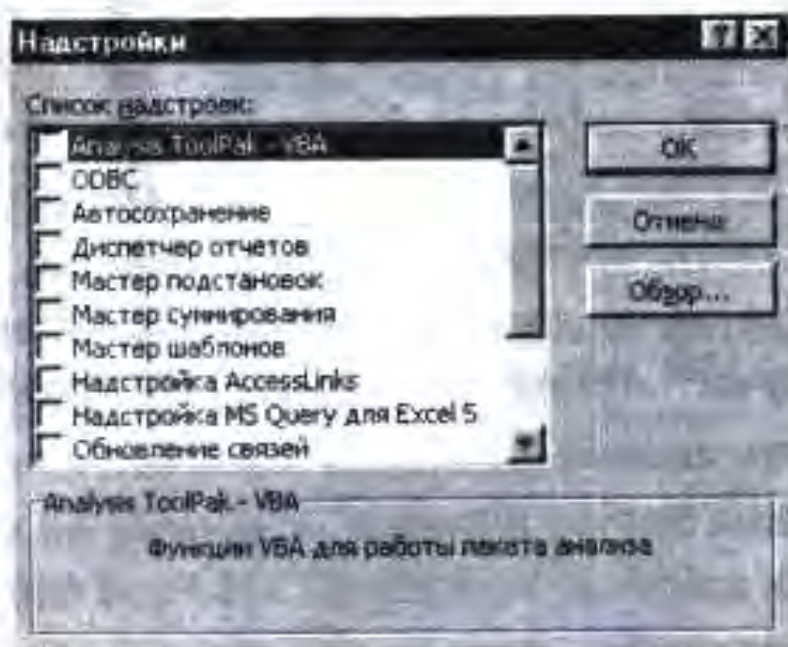 Надстройки
Список надстроек:
Analysis ToolPak - VBA
ODBC
Автосохранение
Диспетчер отчетов
Мастер подстановок
Мастер суммирования
Мастер шаблонов
Надстройка AccessLinks
Надстройка MS Query для Excel 5
Обновление связей
OK
Отмена
Обзор...
Analysis ToolPak - VBA
Функции VBA для работы пакета анализа